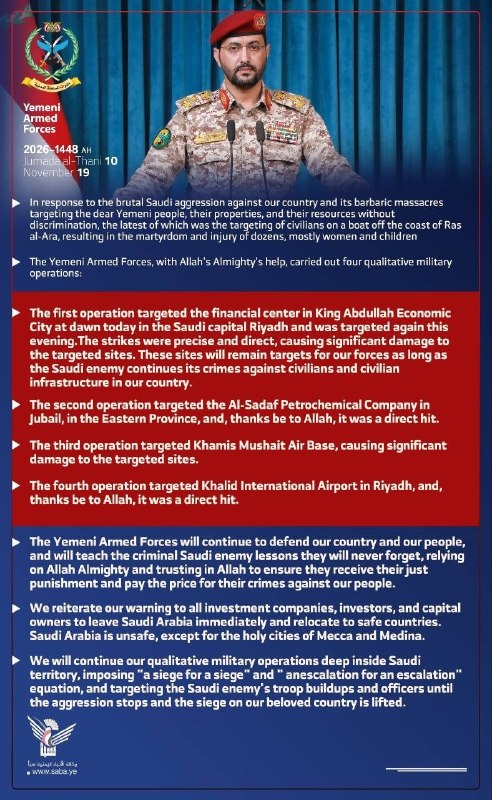 Yemeni
Armed
Forces
2026-1448 AH
Jumada al-Thani 10
November 19
In response to the brutal Saudi aggression against our country and its barbaric massacres
targeting the dear Yemeni people, their properties, and their resources without
discrimination, the latest of which was the targeting of civilians on a boat off the coast of Ras
al-Ara, resulting in the martyrdom and injury of dozens, mostly women and children
The Yemeni Armed Forces, with Allah's Almighty's help, carried out four qualitative military
operations:
The first operation targeted the financial center in King Abdullah Economic
City at dawn today in the Saudi capital Riyadh and was targeted again this
evening.The strikes were precise and direct, causing significant damage to
the targeted sites. These sites will remain targets for our forces as long as
the Saudi enemy continues its crimes against civilians and civilian
infrastructure in our country.
The second operation targeted the Al-Sadaf Petrochemical Company in
Jubail, in the Eastern Province, and, thanks be to Allah, it was a direct hit.
The third operation targeted Khamis Mushait Air Base, causing significant
damage to the targeted sites.
The fourth operation targeted Khalid International Airport in Riyadh, and,
thanks be to Allah, it was a direct hit.
The Yemeni Armed Forces will continue to defend our country and our people,
and will teach the criminal Saudi enemy lessons they will never forget, relying
on Allah Almighty and trusting in Allah to ensure they receive their just
punishment and pay the price for their crimes against our people.
We reiterate our warning to all investment companies, investors, and capital
owners to leave Saudi Arabia immediately and relocate to safe countries.
Saudi Arabia is unsafe, except for the holy cities of Mecca and Medina.
We will continue our qualitative military operations deep inside Saudi
territory, imposing "a siege for a siege" and " anescalation for an escalation"
equation, and targeting the Saudi enemy's troop buildups and officers until
the aggression stops and the siege on our beloved country is lifted.
وكالة الأنباء اليمنية سبأ
www.saba.ye